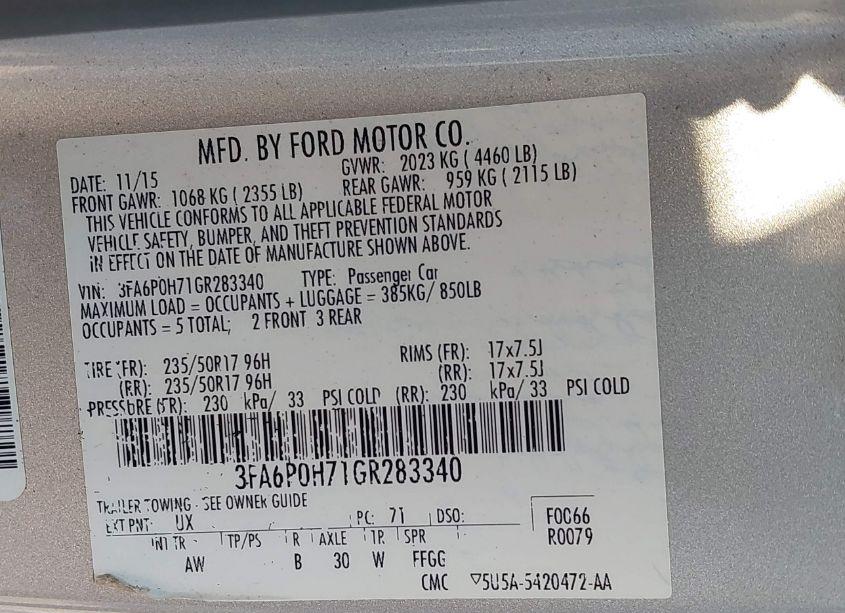 MFD. BY FORD MOTOR CO.
DATE: 11/15 GVWR: 2023 KG ( 4460 LB)
FRONT GAWR: 1068 KG ( 2355 LB) REAR GAWR: 959 KG ( 2115 LB)
THIS VEHICLE CONFORMS TO ALL APPLICABLE FEDERAL MOTOR
VEHICLE SAFETY, BUMPER, AND THEFT PREVENTION STANDARDS
IN EFFECT ON THE DATE OF MANUFACTURE SHOWN ABOVE.
VIN: 3FA6P0H71GR283340 TYPE: Passenger Car
MAXIMUM LOAD = OCCUPANTS + LUGGAGE = 385KG/ 850LB
OCCUPANTS = 5 TOTAL; 2 FRONT 3 REAR
TIRE (FR): 235/50R17 96H RIMS (FR): 17x7.5J
(RR): 235/50R17 96H (RR): 17x7.5J
PRESSURE (FR): 230 kPa/ 33 PSI COLD (RR): 230 kPa/ 33 PSI COLD
3FA6P0H71GR283340
TRAILER TOWING - SEE OWNER GUIDE
EXT PNT: UX PC: 71 DSO: F0C66
INT TR TP/PS R AXLE TR SPR R0079
AW B 30 W FFGG
CMC ▽5U5A-5420472-AA